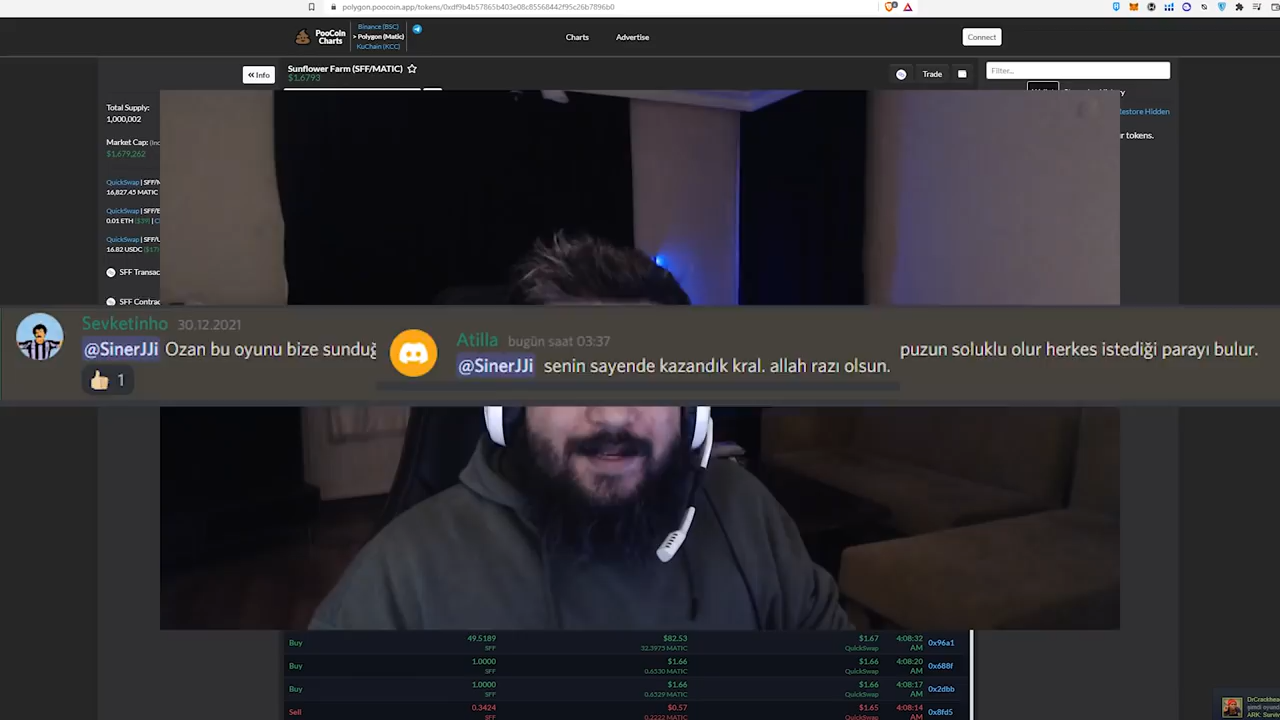 polygon.poocoin.app/tokens/0xdf9b4b57865b403e08c85568442f95c26b7896b0
PooCoin
Charts
Binance (BSC)
> Polygon (Matic)
KuChain (KCC)
Charts
Advertise
Connect
« Info
Sunflower Farm (SFF/MATIC)
$1.6793
Trade
Filter...
Total Supply:
1,000,002
Market Cap:
$1,679,262
QuickSwap | SFF/
16,827.45 MATIC
QuickSwap | SFF/
0.01 ETH
QuickSwap | SFF/
16.82 USDC
SFF Transac
SFF Contrac
Restore Hidden
r tokens.
Sevketinho 30.12.2021
@SinerJJi Ozan bu oyunu bize sunduğ
1
Atilla bugün saat 03:37
@SinerJJi senin sayende kazandık kral. allah razı olsun.
puzun soluklu olur herkes istediği parayı bulur.
Buy 49.5189 SFF $82.53 32.3975 MATIC $1.67 QuickSwap 4:08:32 AM 0x96a1
Buy 1.0000 SFF $1.66 0.6530 MATIC $1.66 QuickSwap 4:08:20 AM 0x688f
Buy 1.0000 SFF $1.66 0.6529 MATIC $1.66 QuickSwap 4:08:17 AM 0x2dbb
Sell 0.3424 SFF $0.57 0.2222 MATIC $1.65 QuickSwap 4:08:14 AM 0x8fd5
DrCrackhea
ARK: Surviv